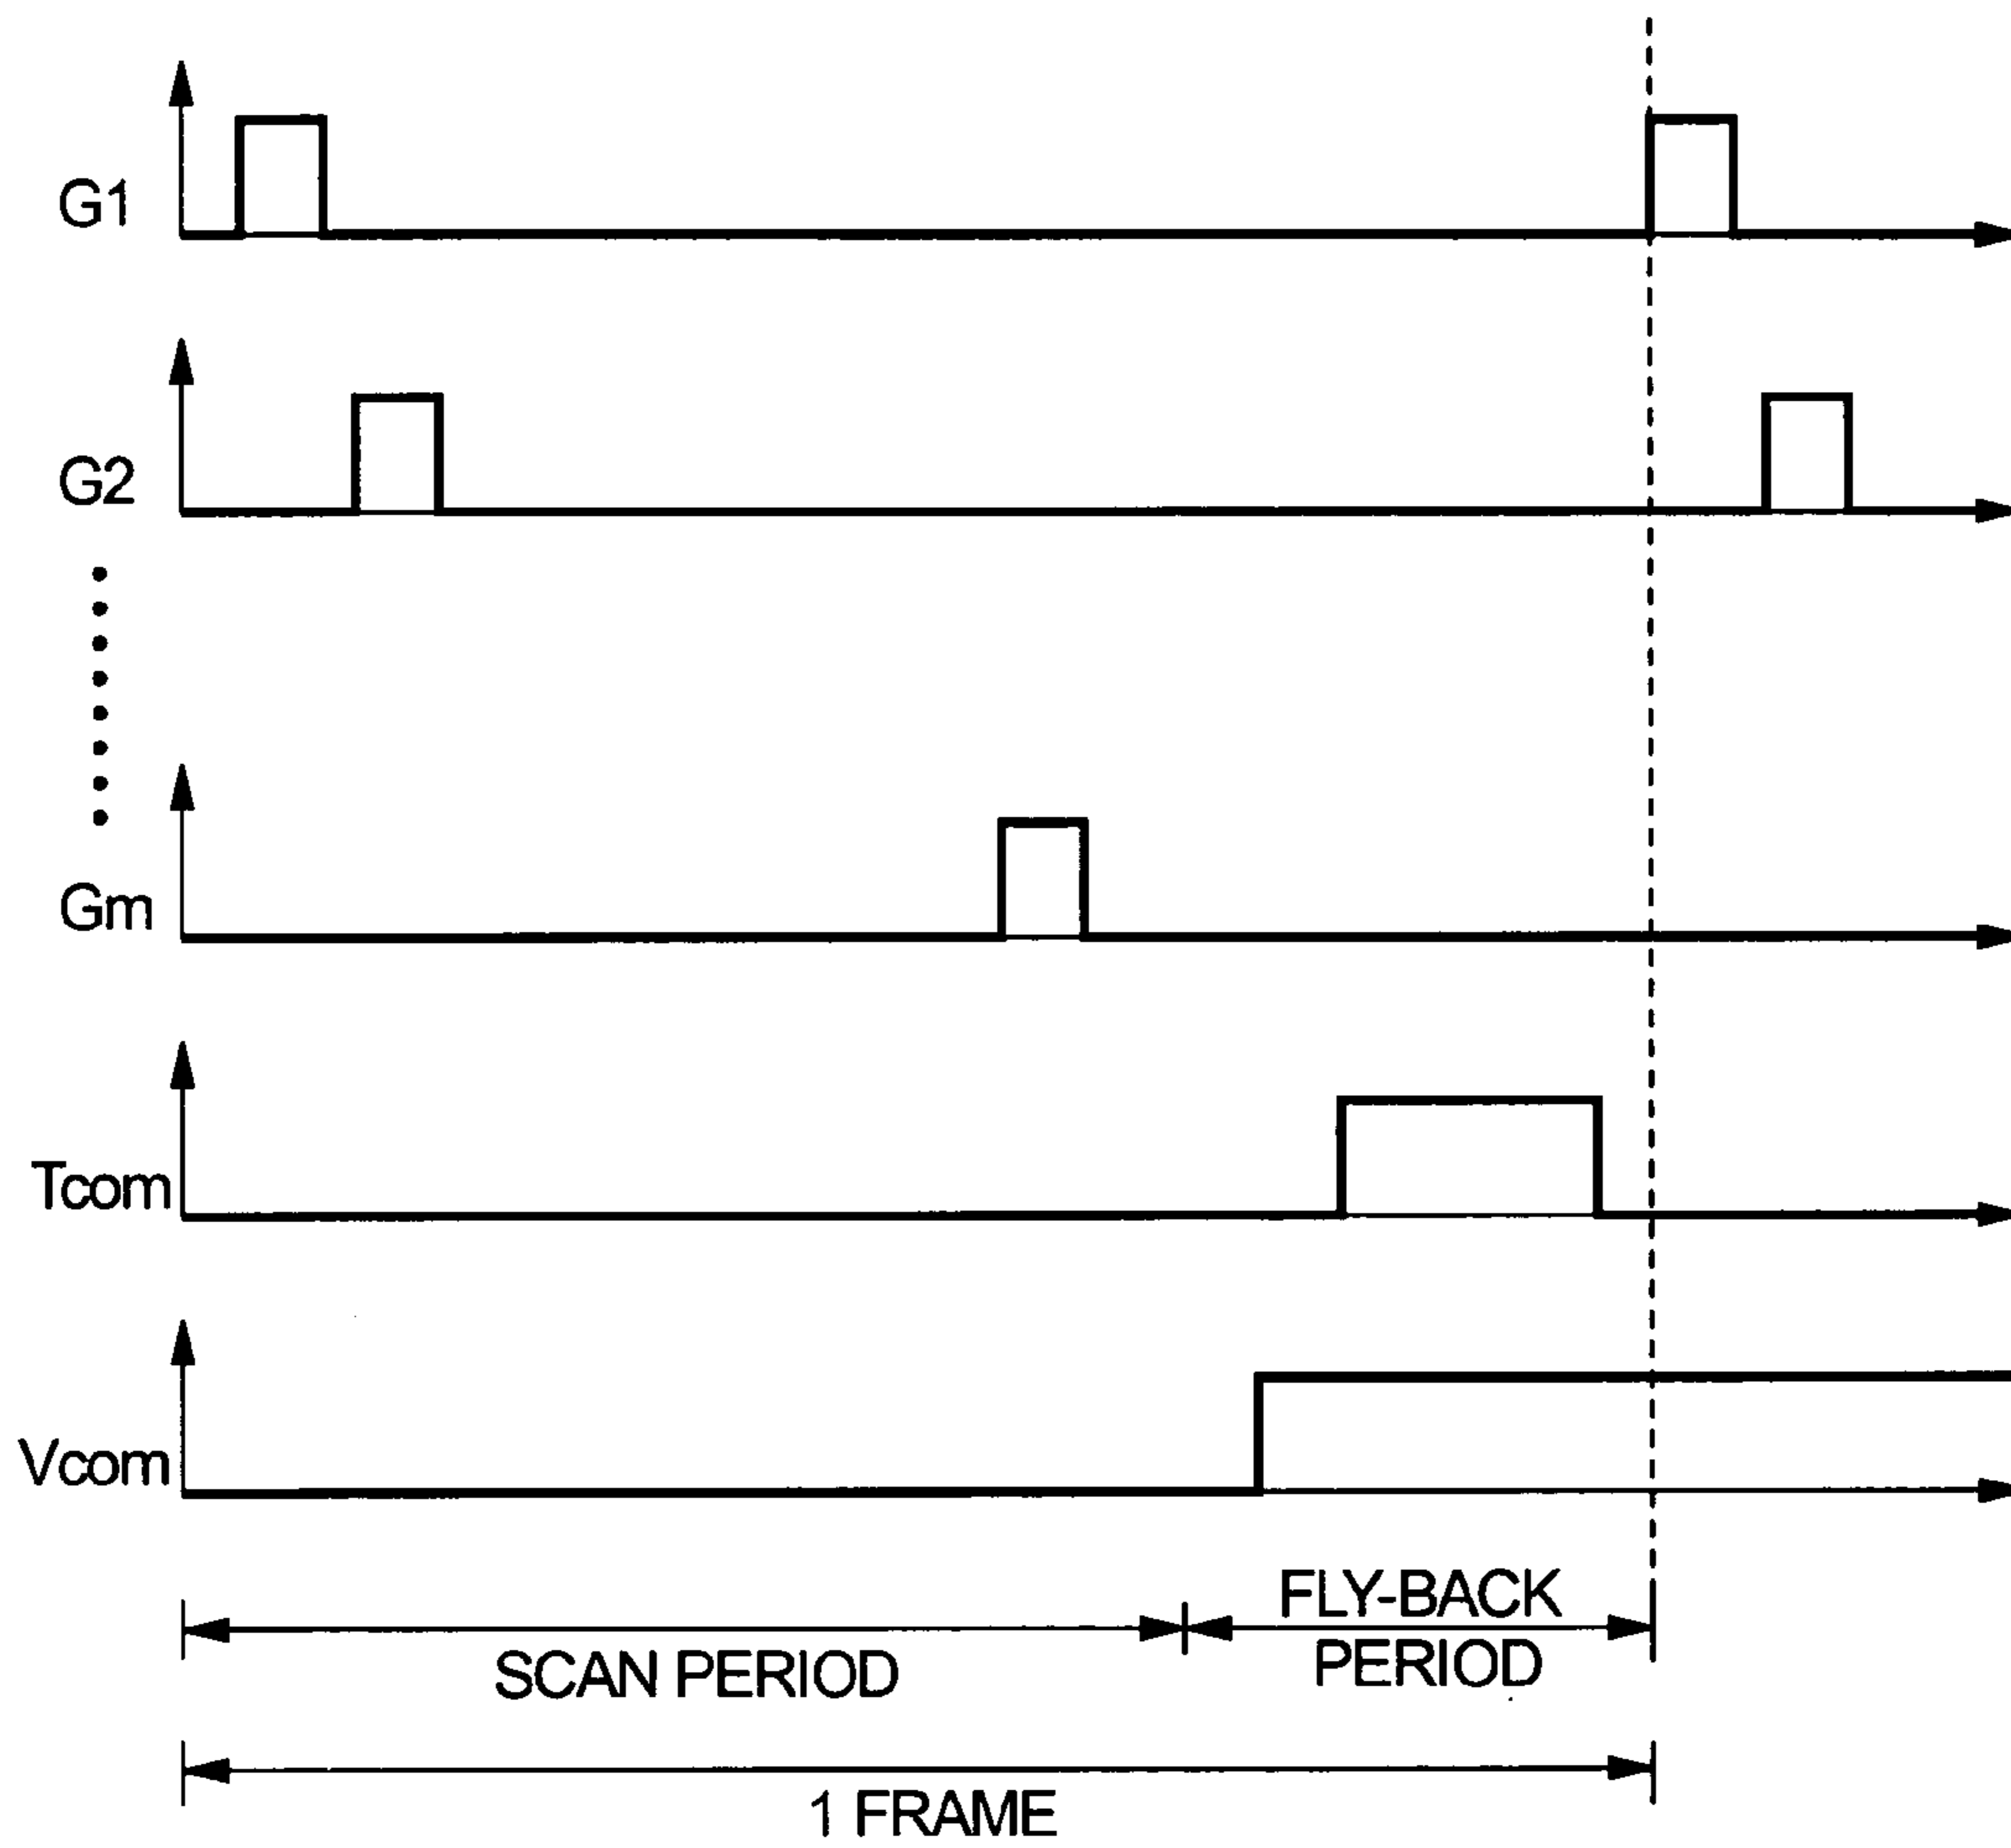 G1
G2
Gm
Tcom
Vcom
FLY-BACK
PERIOD
SCAN PERIOD
1 FRAME